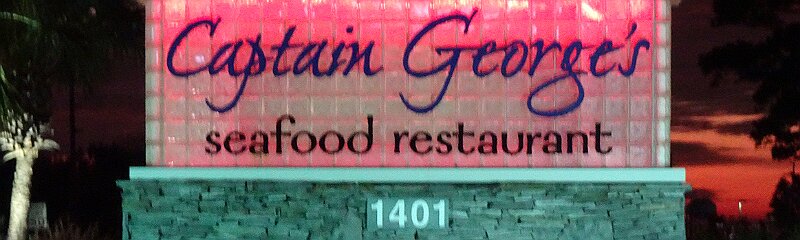 Captain George's
seafood restaurant
1401